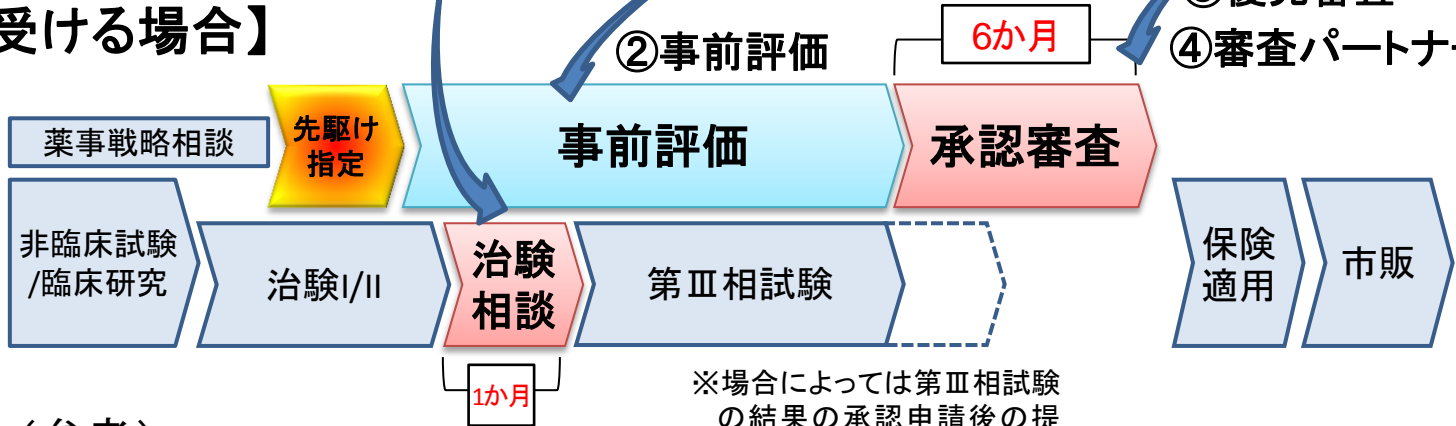 受ける場合】
②事前評価
6か月
④審査パートナ
薬事戦略相談
先駆け
指定
事前評価
承認審査
非臨床試験
/臨床研究
治験I/II
治験
相談
第Ⅲ相試験
保険
適用
市販
1か月
※場合によっては第Ⅲ相試験
の結果の承認申請後の提